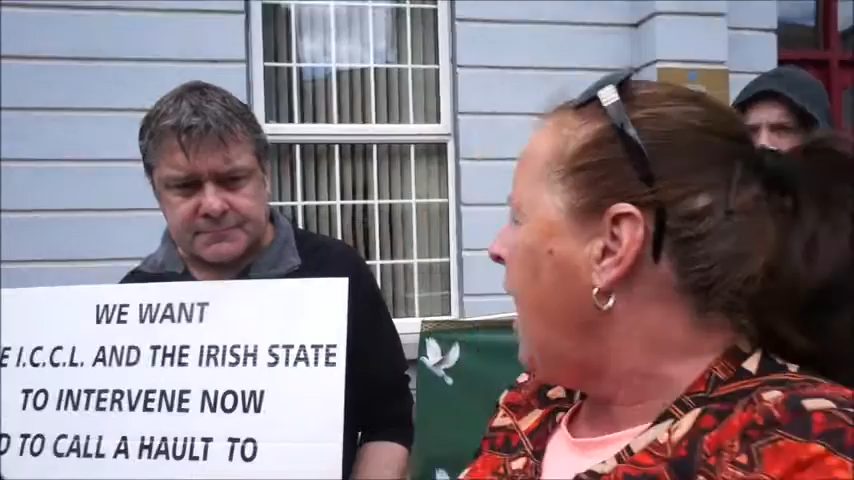 WE WANT
E I.C.C.L. AND THE IRISH STATE
TO INTERVENE NOW
D TO CALL A HAULT TO